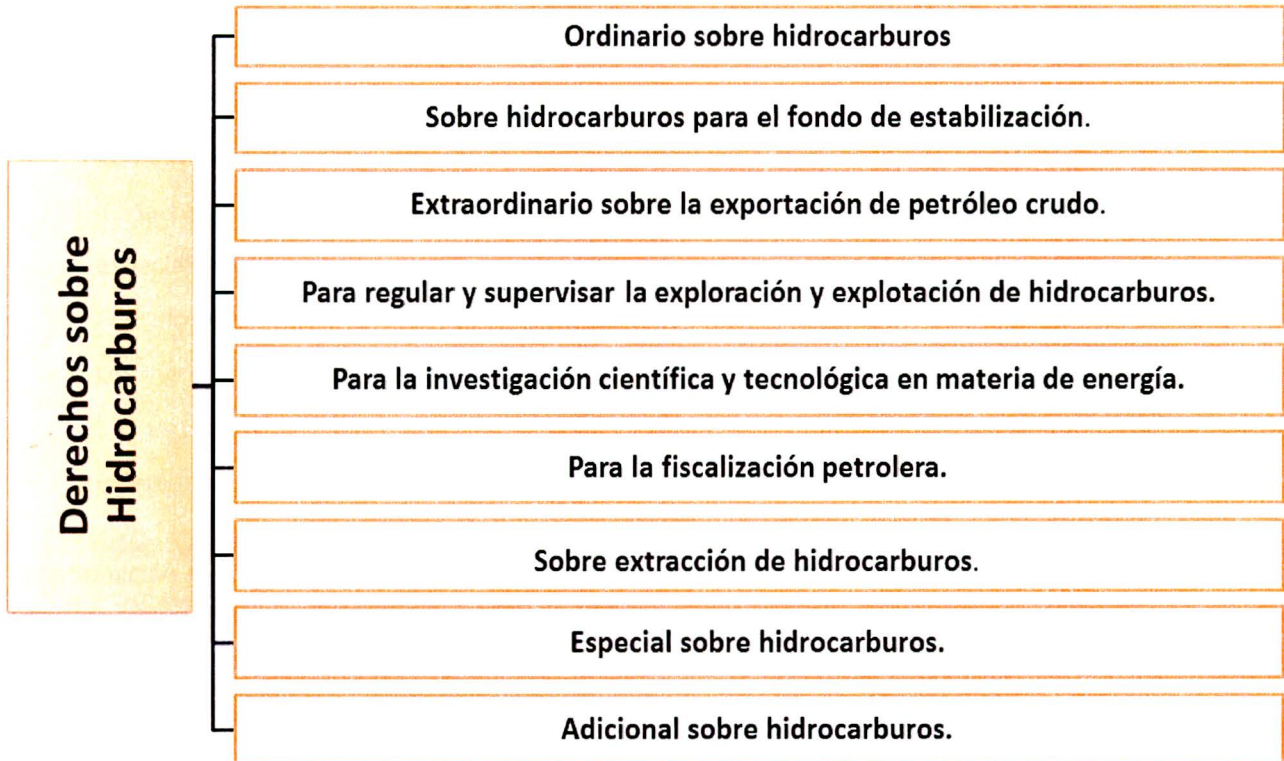 Derechos sobre
Hidrocarburos
Ordinario sobre hidrocarburos
Sobre hidrocarburos para el fondo de estabilización.
Extraordinario sobre la exportación de petróleo crudo.
Para regular y supervisar la exploración y explotación de hidrocarburos.
Para la investigación científica y tecnológica en materia de energía.
Para la fiscalización petrolera.
Sobre extracción de hidrocarburos.
Especial sobre hidrocarburos.
Adicional sobre hidrocarburos.